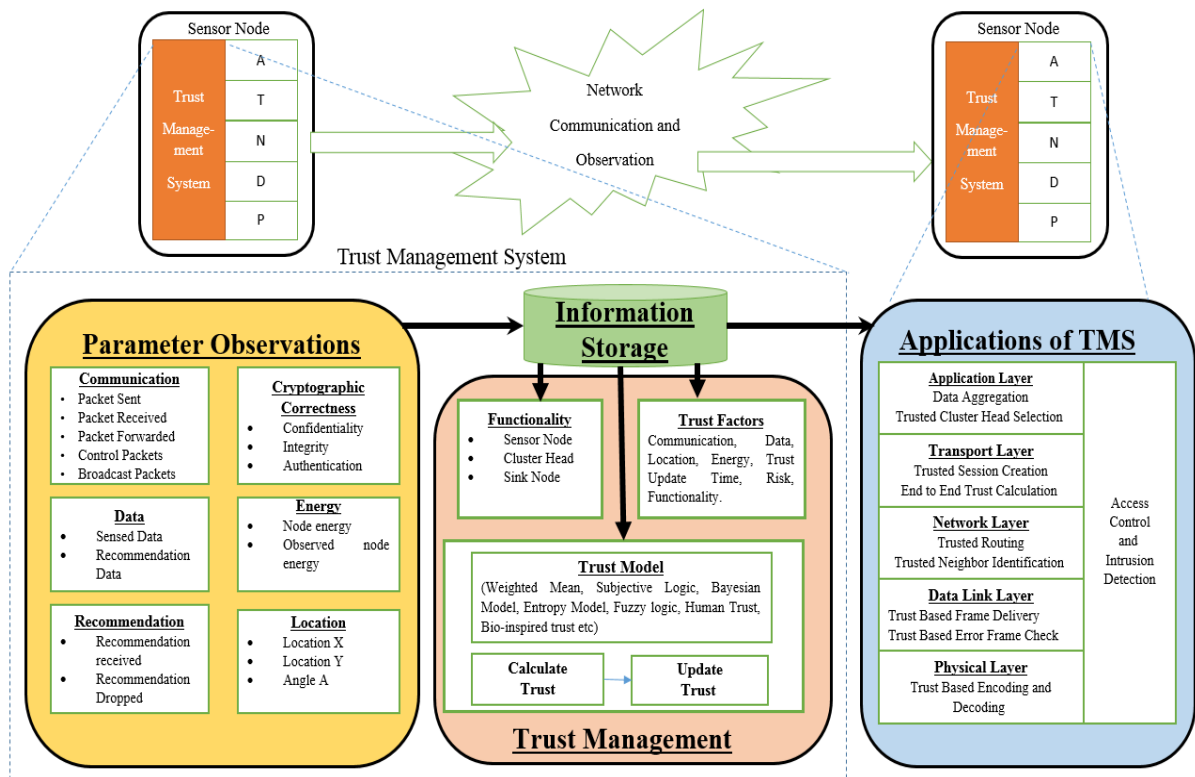 Sensor Node
Trust
Manage-
ment
System
A
T
N
D
P
Network
Communication and
Observation
Sensor Node
Trust
Manage-
ment
System
A
T
N
D
P
Trust Management System
Parameter Observations
Communication
• Packet Sent
• Packet Received
• Packet Forwarded
• Control Packets
• Broadcast Packets
Cryptographic
Correctness
• Confidentiality
• Integrity
• Authentication
Data
• Sensed Data
• Recommendation
Data
Energy
• Node energy
• Observed node
energy
Recommendation
• Recommendation
received
• Recommendation
Dropped
Location
• Location X
• Location Y
• Angle A
Information
Storage
Functionality
• Sensor Node
• Cluster Head
• Sink Node
Trust Factors
Communication, Data,
Location, Energy, Trust
Update Time, Risk,
Functionality.
Trust Model
(Weighted Mean, Subjective Logic, Bayesian
Model, Entropy Model, Fuzzy logic, Human Trust,
Bio-inspired trust etc)
Calculate
Trust
Update
Trust
Trust Management
Applications of TMS
Application Layer
Data Aggregation
Trusted Cluster Head Selection
Transport Layer
Trusted Session Creation
End to End Trust Calculation
Network Layer
Trusted Routing
Trusted Neighbor Identification
Data Link Layer
Trust Based Frame Delivery
Trust Based Error Frame Check
Physical Layer
Trust Based Encoding and
Decoding
Access
Control
and
Intrusion
Detection